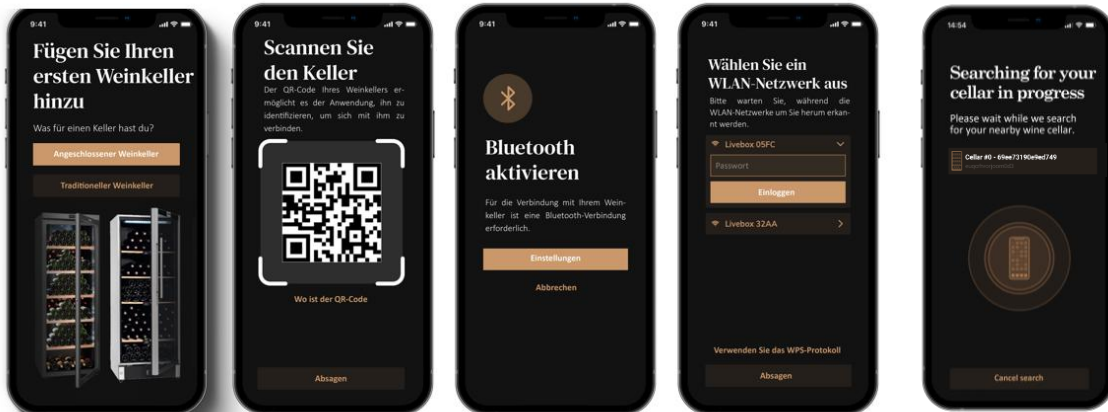 9:41
Fügen Sie Ihren
ersten Weinkeller
hinzu
Was für einen Keller hast du?
Angeschlossener Weinkeller
Traditioneller Weinkeller
9:41
Scannen Sie
den Keller
Der QR-Code Ihres Weinkellers er-
möglicht es der Anwendung, ihn zu
identifizieren, um sich mit ihm zu
verbinden.
Wo ist der QR-Code
Absagen
9:41
Bluetooth
aktivieren
Für die Verbindung mit Ihrem Wein-
keller ist eine Bluetooth-Verbindung
erforderlich.
Einstellungen
Abbrechen
9:41
Wählen Sie ein
WLAN-Netzwerk aus
Bitte warten Sie, während die
WLAN-Netzwerke um Sie herum erkan-
nt werden.
Livebox 05FC
Passwort
Einloggen
Livebox 32AA
Verwenden Sie das WPS-Protokoll
Absagen
14:54
Searching for your
cellar in progress
Please wait while we search
for your nearby wine cellar.
Cellar #0 - 69ee73190e9ed749
Cancel search